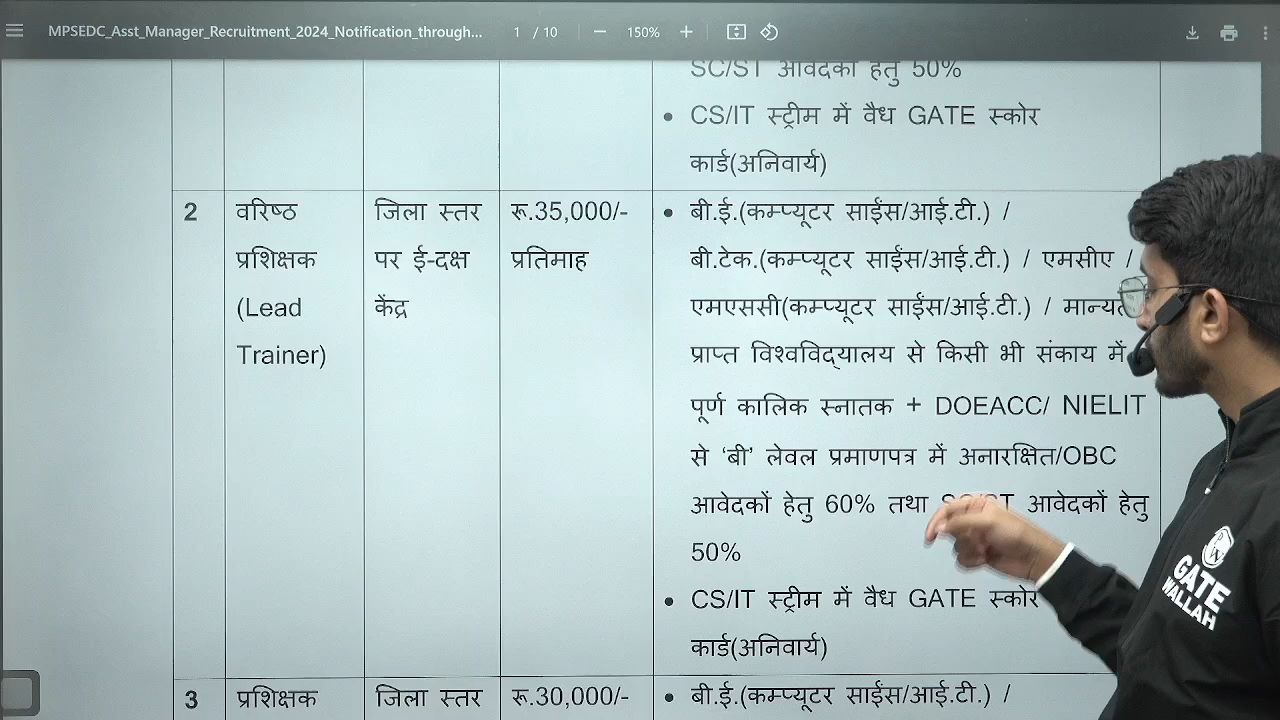 MPSEDC_Asst_Manager_Recruitment_2024_Notification_through...
1 / 10
150%
SC/ST आवेदकों हेतु 50%
• CS/IT स्ट्रीम में वैध GATE स्कोर
कार्ड(अनिवार्य)
2
वरिष्ठ
प्रशिक्षक
(Lead
Trainer)
जिला स्तर
पर ई-दक्ष
केंद्र
रू.35,000/-
प्रतिमाह
• बी.ई.(कम्प्यूटर साईंस/आई.टी.) /
बी.टेक.(कम्प्यूटर साईंस/आई.टी.) / एमसीए /
एमएससी(कम्प्यूटर साईंस/आई.टी.) /
प्राप्त विश्वविद्यालय से किसी भी संकाय में
पूर्ण कालिक स्नातक + DOEACC/ NIELIT
से ‘बी’ लेवल प्रमाणपत्र में अनारक्षित/OBC
आवेदकों हेतु 60% तथा SC/ST आवेदकों हेतु
50%
• CS/IT स्ट्रीम में वैध GATE स्कोर
कार्ड(अनिवार्य)
3
प्रशिक्षक
जिला स्तर
रू.30,000/-
• बी.ई.(कम्प्यूटर साईंस/आई.टी.) /
GATE
WALLAH